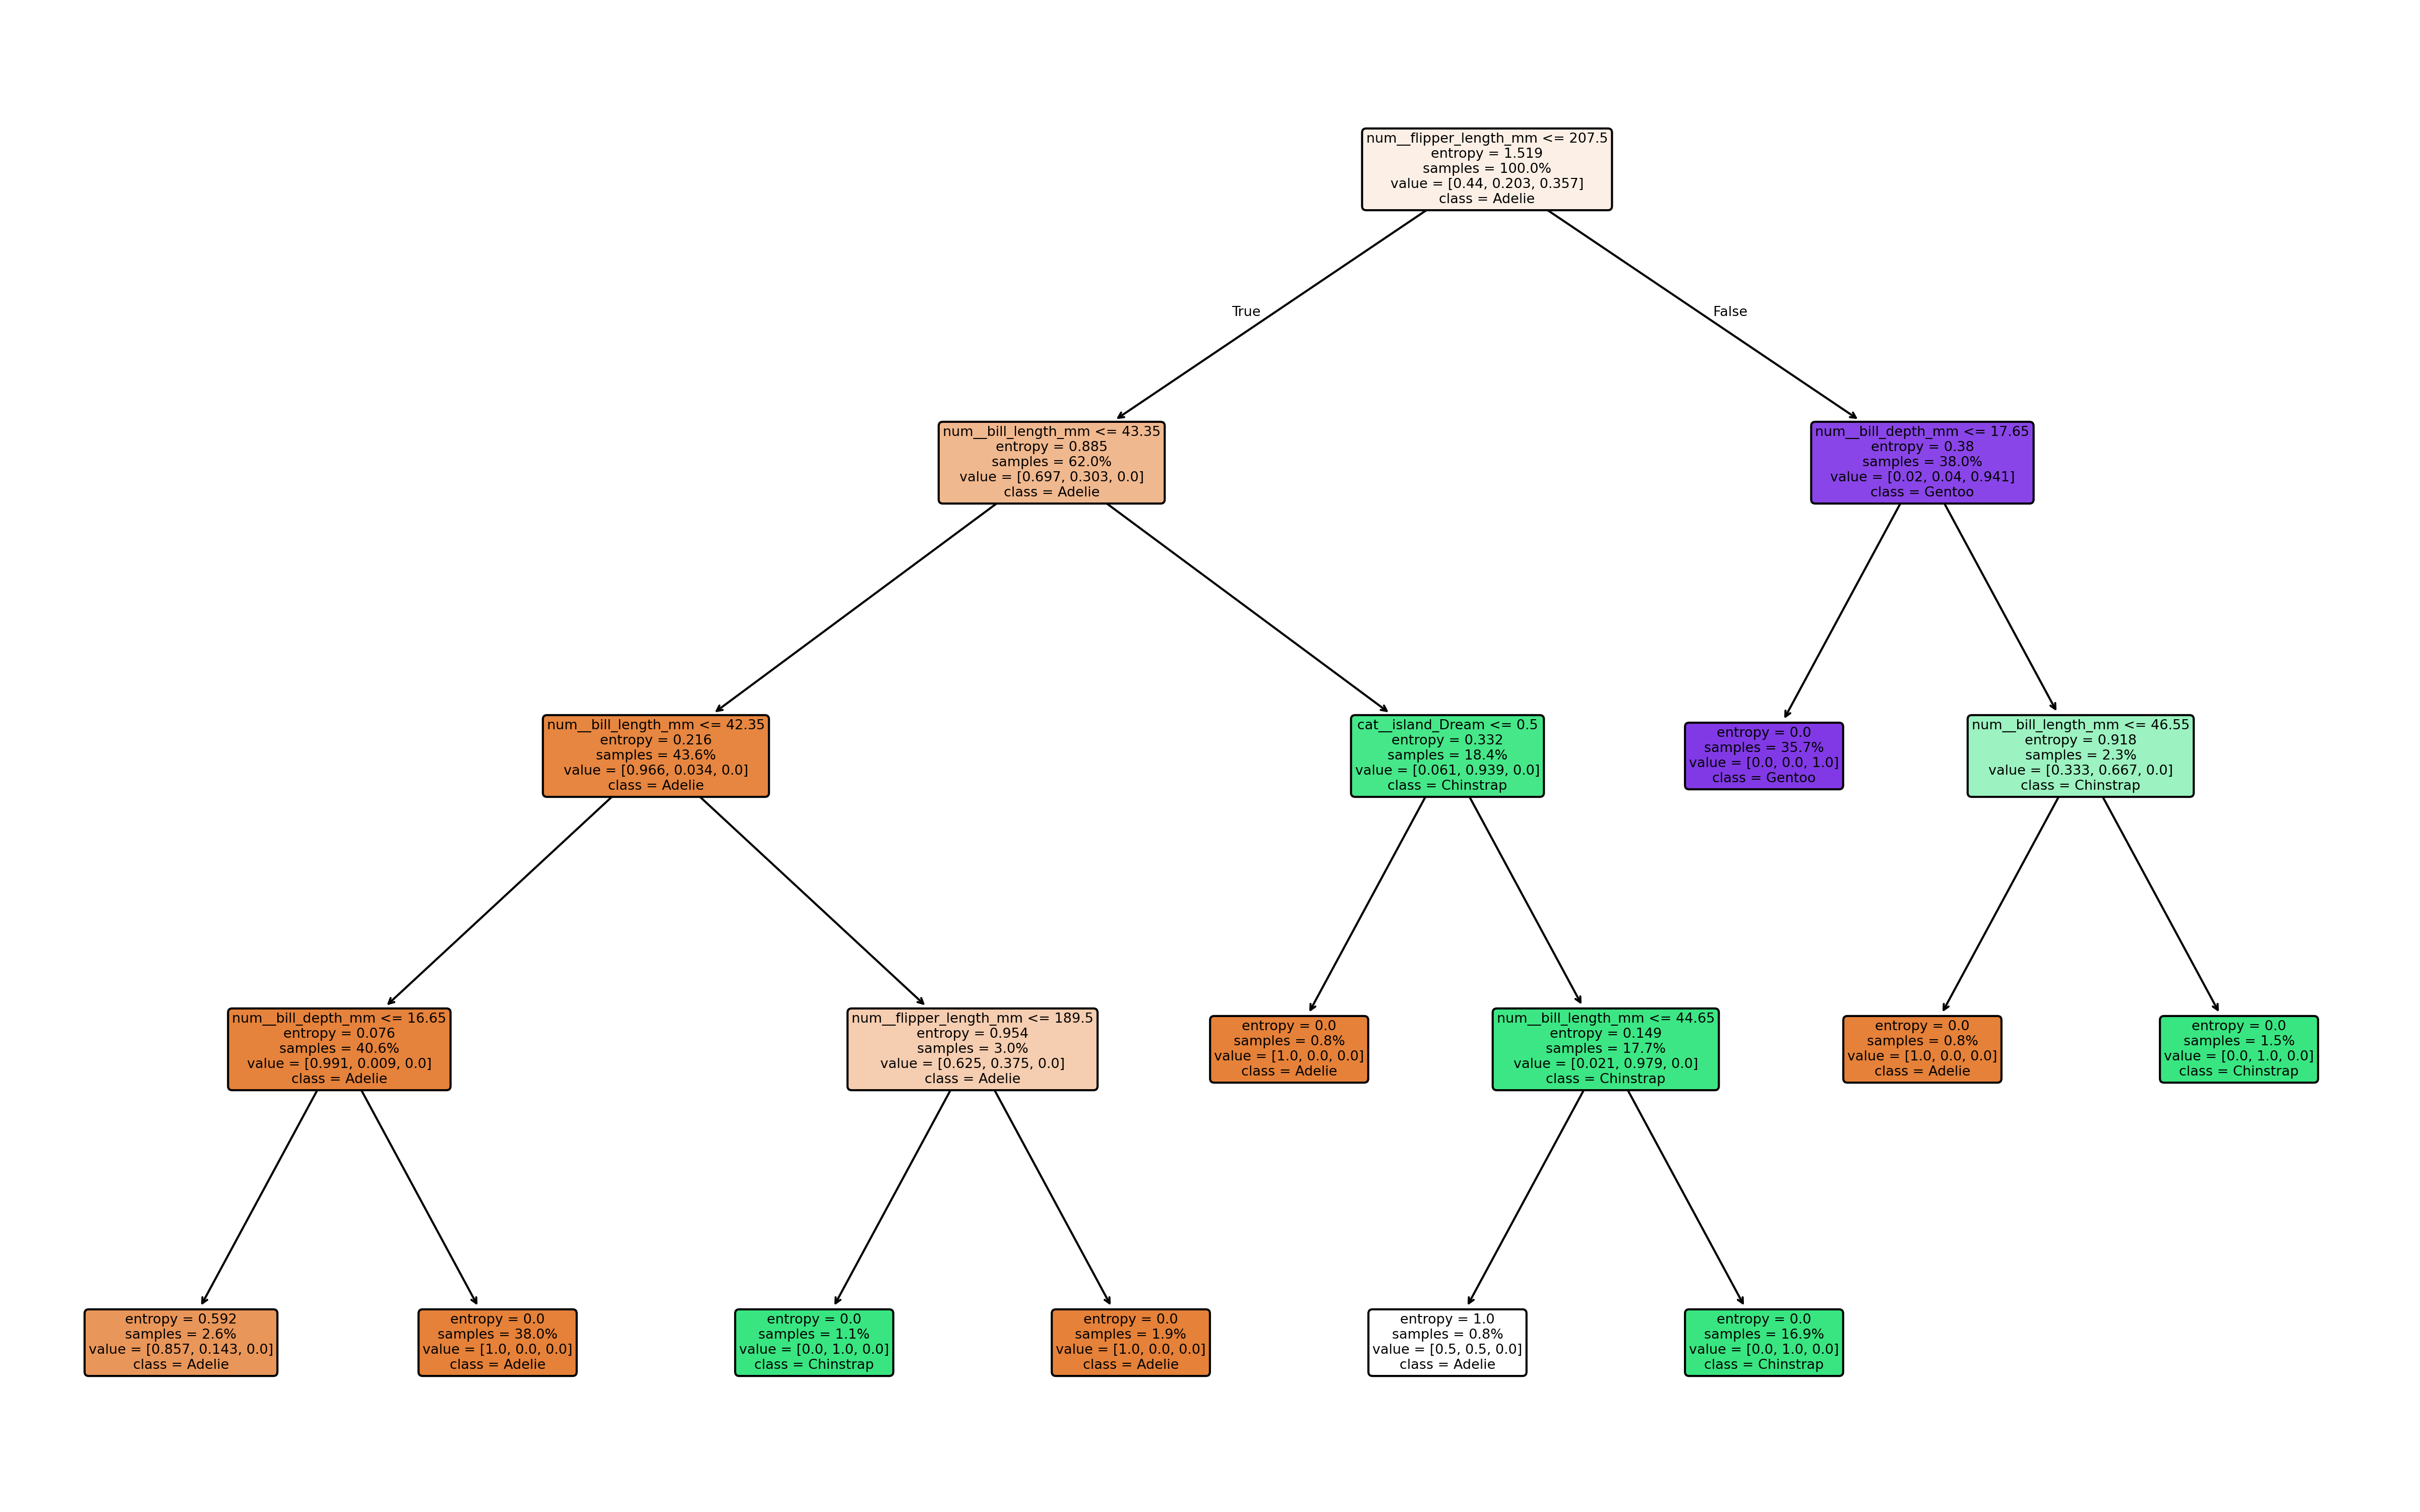 num__flipper_length_mm <= 207.5
entropy = 1.519
samples = 100.0%
value = [0.44, 0.203, 0.357]
class = Adelie
True
False
num__bill_length_mm <= 43.35
entropy = 0.885
samples = 62.0%
value = [0.697, 0.303, 0.0]
class = Adelie
num__bill_depth_mm <= 17.65
entropy = 0.38
samples = 38.0%
value = [0.02, 0.04, 0.941]
class = Gentoo
num__bill_length_mm <= 42.35
entropy = 0.216
samples = 43.6%
value = [0.966, 0.034, 0.0]
class = Adelie
cat__island_Dream <= 0.5
entropy = 0.332
samples = 18.4%
value = [0.061, 0.939, 0.0]
class = Chinstrap
entropy = 0.0
samples = 35.7%
value = [0.0, 0.0, 1.0]
class = Gentoo
num__bill_length_mm <= 46.55
entropy = 0.918
samples = 2.3%
value = [0.333, 0.667, 0.0]
class = Chinstrap
num__bill_depth_mm <= 16.65
entropy = 0.076
samples = 40.6%
value = [0.991, 0.009, 0.0]
class = Adelie
num__flipper_length_mm <= 189.5
entropy = 0.954
samples = 3.0%
value = [0.625, 0.375, 0.0]
class = Adelie
entropy = 0.0
samples = 0.8%
value = [1.0, 0.0, 0.0]
class = Adelie
num__bill_length_mm <= 44.65
entropy = 0.149
samples = 17.7%
value = [0.021, 0.979, 0.0]
class = Chinstrap
entropy = 0.0
samples = 0.8%
value = [1.0, 0.0, 0.0]
class = Adelie
entropy = 0.0
samples = 1.5%
value = [0.0, 1.0, 0.0]
class = Chinstrap
entropy = 0.592
samples = 2.6%
value = [0.857, 0.143, 0.0]
class = Adelie
entropy = 0.0
samples = 38.0%
value = [1.0, 0.0, 0.0]
class = Adelie
entropy = 0.0
samples = 1.1%
value = [0.0, 1.0, 0.0]
class = Chinstrap
entropy = 0.0
samples = 1.9%
value = [1.0, 0.0, 0.0]
class = Adelie
entropy = 1.0
samples = 0.8%
value = [0.5, 0.5, 0.0]
class = Adelie
entropy = 0.0
samples = 16.9%
value = [0.0, 1.0, 0.0]
class = Chinstrap